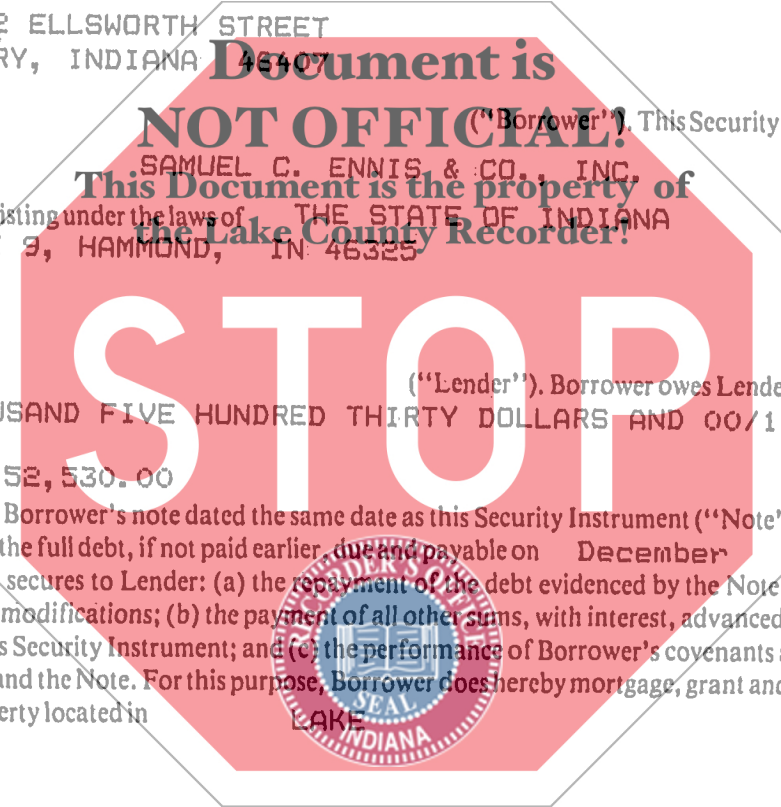 2 ELLSWORTH STREET
RY, INDIANA 46407
Document is
NOT OFFICIAL!
("Borrower"). This Security
SAMUEL C. ENNIS & CO., INC.
This Document is the property of
isting under the laws of THE STATE OF INDIANA
the Lake County Recorder!
9, HAMMOND, IN 46325
STOP
("Lender"). Borrower owes Lende
USAND FIVE HUNDRED THIRTY DOLLARS AND 00/1
52,530.00
Borrower's note dated the same date as this Security Instrument ("Note"
the full debt, if not paid earlier, due and payable on December
secures to Lender: (a) the repayment of the debt evidenced by the Note
modifications; (b) the payment of all other sums, with interest, advanced
s Security Instrument; and (c) the performance of Borrower's covenants
and the Note. For this purpose, Borrower does hereby mortgage, grant and
erty located in LAKE
RECORDER'S OFFICE
SEAL
INDIANA